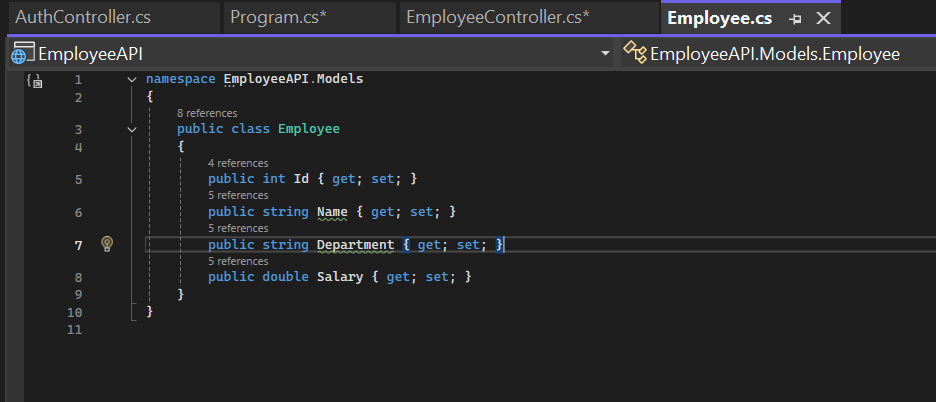 AuthController.cs Program.cs* EmployeeController.cs* Employee.cs
EmployeeAPI EmployeeAPI.Models.Employee
1 namespace EmployeeAPI.Models
2 {
8 references
3 public class Employee
4 {
4 references
5 public int Id { get; set; }
5 references
6 public string Name { get; set; }
5 references
7 public string Department { get; set; }
5 references
8 public double Salary { get; set; }
9 }
10 }
11